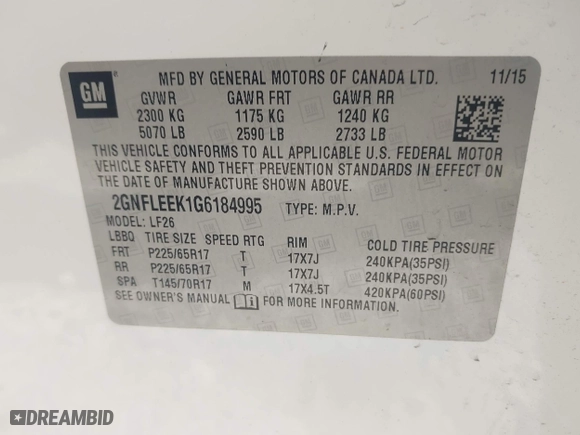 GM
MFD BY GENERAL MOTORS OF CANADA LTD. 11/15
GVWR GAWR FRT GAWR RR
2300 KG 1175 KG 1240 KG
5070 LB 2590 LB 2733 LB
THIS VEHICLE CONFORMS TO ALL APPLICABLE U.S. FEDERAL MOTOR
VEHICLE SAFETY AND THEFT PREVENTION STANDARDS IN EFFECT ON
THE DATE OF MANUFACTURE SHOWN ABOVE.
2GNFLEEK1G6184995 TYPE: M.P.V.
MODEL: LF26
LBBQ TIRE SIZE SPEED RTG RIM COLD TIRE PRESSURE
FRT P225/65R17 T 17X7J 240KPA(35PSI)
RR P225/65R17 T 17X7J 240KPA(35PSI)
SPA T145/70R17 M 17X4.5T 420KPA(60PSI)
SEE OWNER'S MANUAL FOR MORE INFORMATION.
DREAMBID